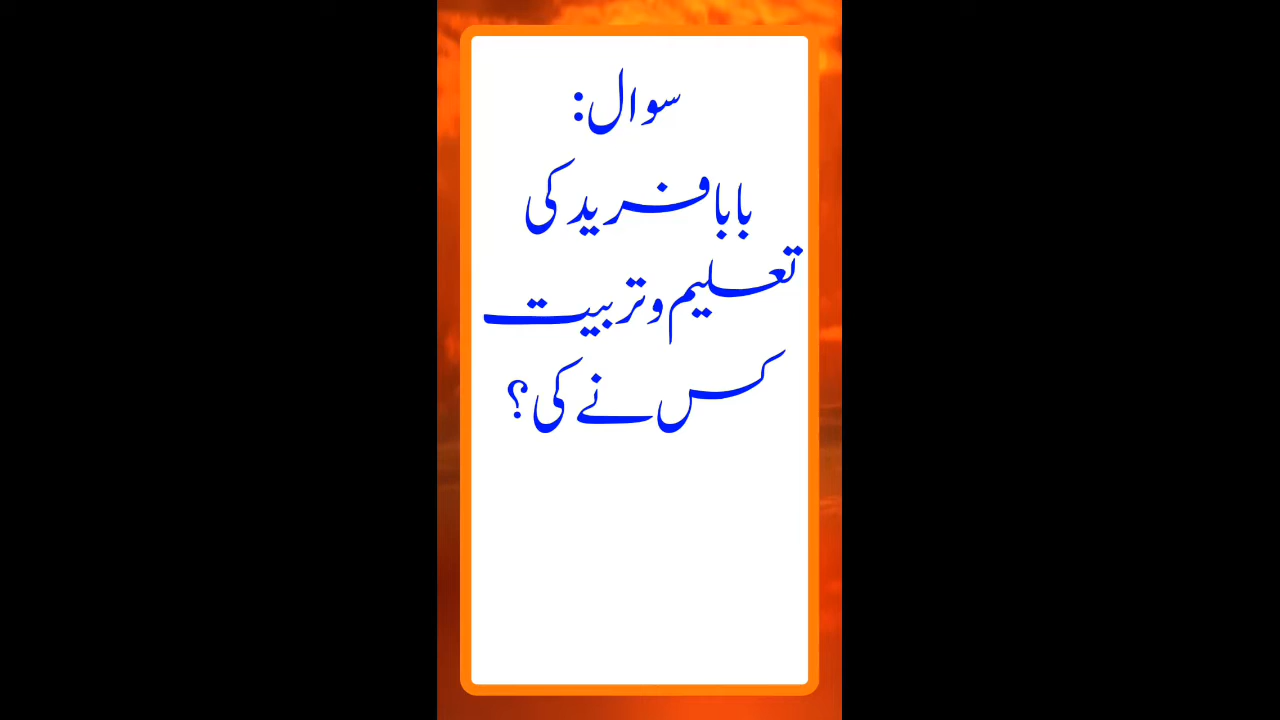 سوال:
بابا فرید کی
تعلیم و تربیت
کس نے کی؟